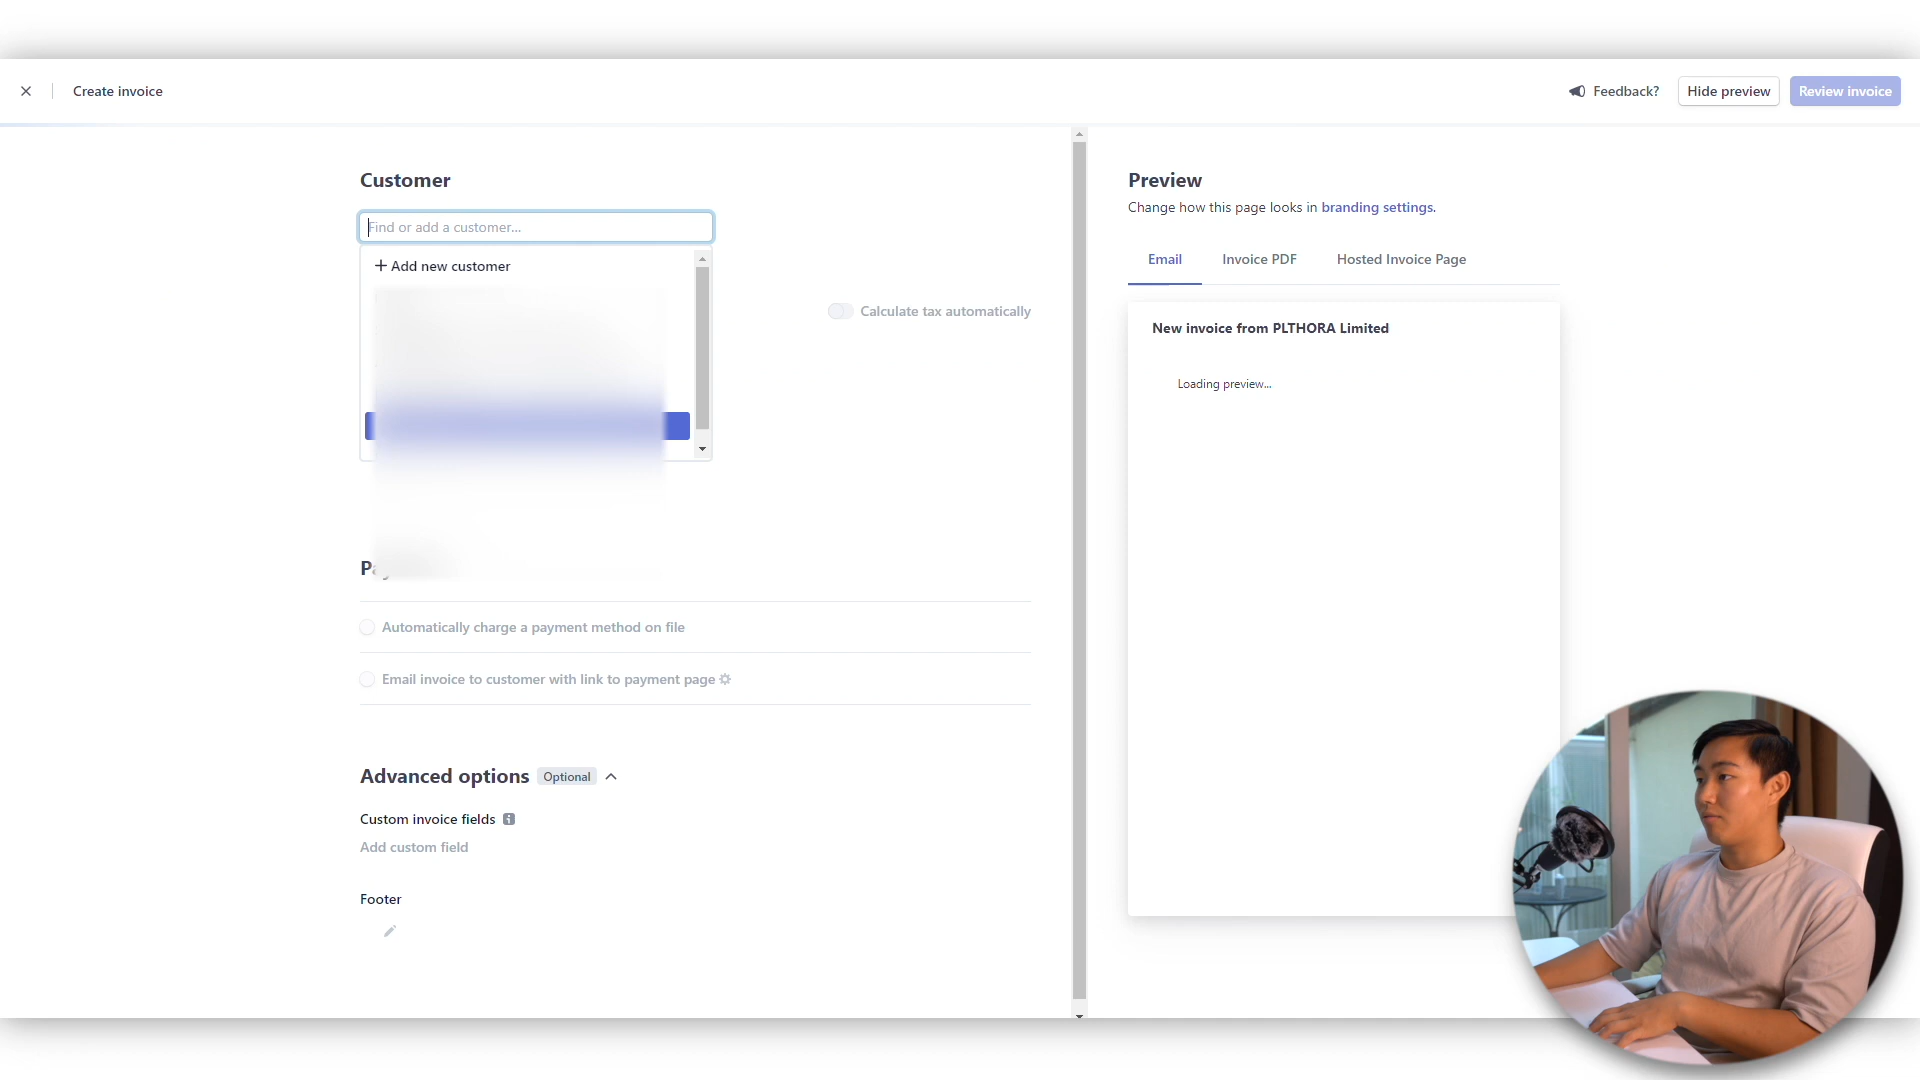 Create invoice
Feedback?
Hide preview
Review invoice
Customer
Find or add a customer...
+ Add new customer
Calculate tax automatically
Automatically charge a payment method on file
Email invoice to customer with link to payment page
Advanced options
Optional
Custom invoice fields
Add custom field
Footer
Preview
Change how this page looks in branding settings.
Email
Invoice PDF
Hosted Invoice Page
New invoice from PLTHORA Limited
Loading preview...